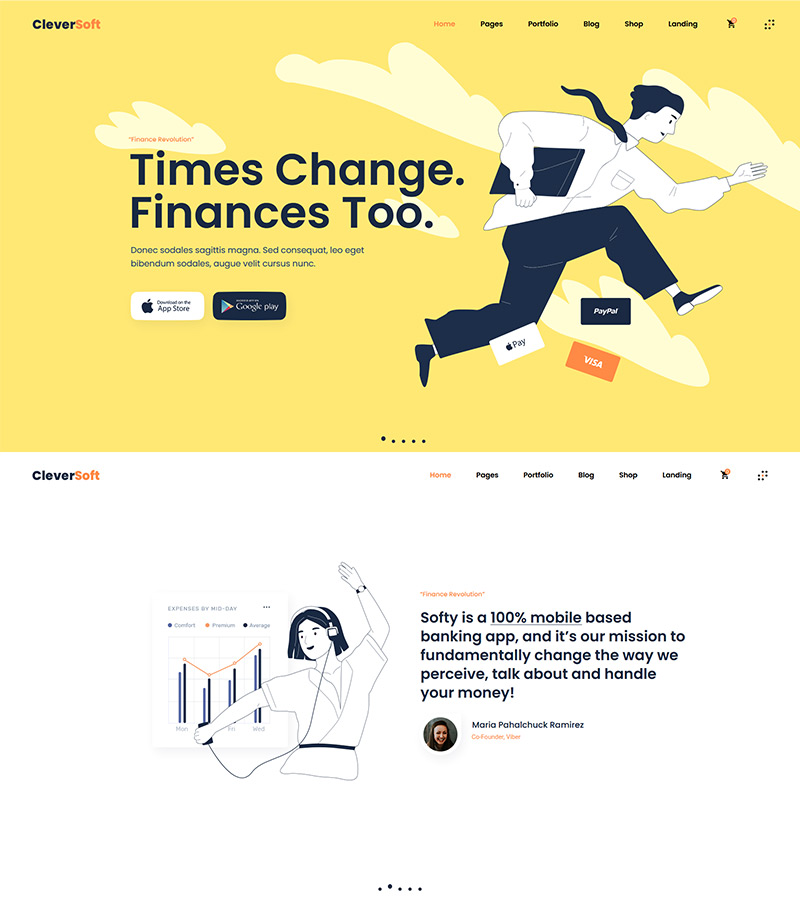 CleverSoft
Home Pages Portfolio Blog Shop Landing
"Finance Revolution"
Times Change.
Finances Too.
Donec sodales sagittis magna. Sed consequat, leo eget
bibendum sodales, augue velit cursus nunc.
Download on the
App Store
Google play
PayPal
Pay
VISA
CleverSoft
Home Pages Portfolio Blog Shop Landing
EXPENSES BY MID-DAY
Comfort Premium Average
Mon Fri Wed
"Finance Revolution"
Softy is a 100% mobile based
banking app, and it's our mission to
fundamentally change the way we
perceive, talk about and handle
your money!
Maria Pahalchuck Ramirez
Co-Founder, Viber